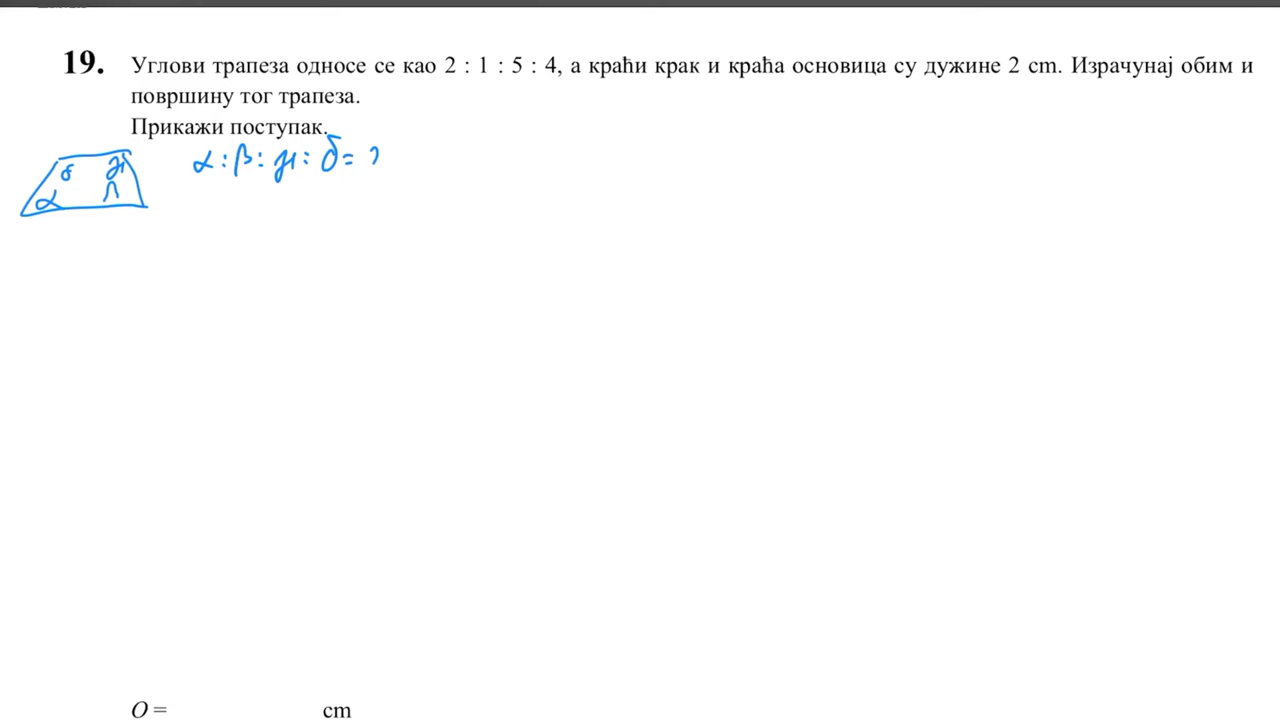 19. Углови трапеза односе се као 2 : 1 : 5 : 4, а краћи крак и краћа основица су дужине 2 cm. Израчунај обим и
површину тог трапеза.
Прикажи поступак.
α : β : γ : δ =
δ γ
α
O = cm